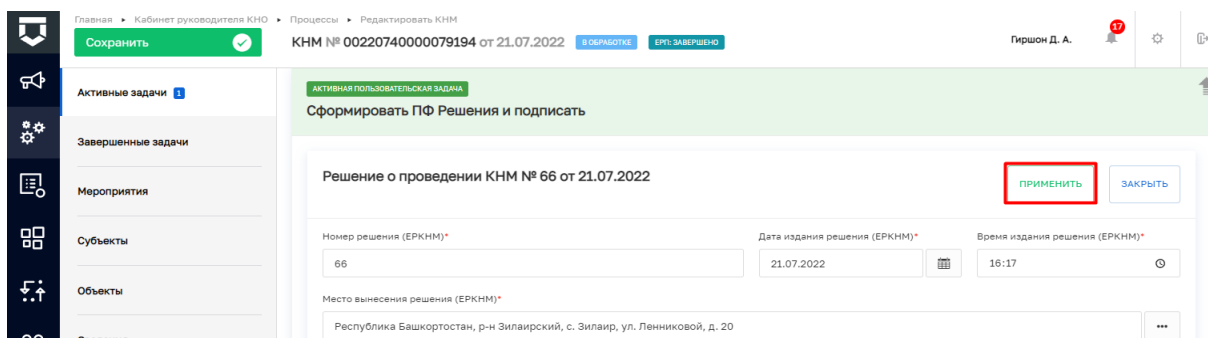 Главная ▸ Кабинет руководителя КНО ▸ Процессы ▸ Редактировать КНМ
Сохранить
КНМ № 00220740000079194 от 21.07.2022 В ОБРАБОТКЕ ЕРП: ЗАВЕРШЕНО
Гиршон Д. А.
17
Активные задачи 1
Завершенные задачи
Мероприятия
Субъекты
Объекты
АКТИВНАЯ ПОЛЬЗОВАТЕЛЬСКАЯ ЗАДАЧА
Сформировать ПФ Решения и подписать
Решение о проведении КНМ № 66 от 21.07.2022
ПРИМЕНИТЬ
ЗАКРЫТЬ
Номер решения (ЕРКНМ)*
Дата издания решения (ЕРКНМ)*
Время издания решения (ЕРКНМ)*
66
21.07.2022
16:17
Место вынесения решения (ЕРКНМ)*
Республика Башкортостан, р-н Зилаирский, с. Зилаир, ул. Ленниковой, д. 20